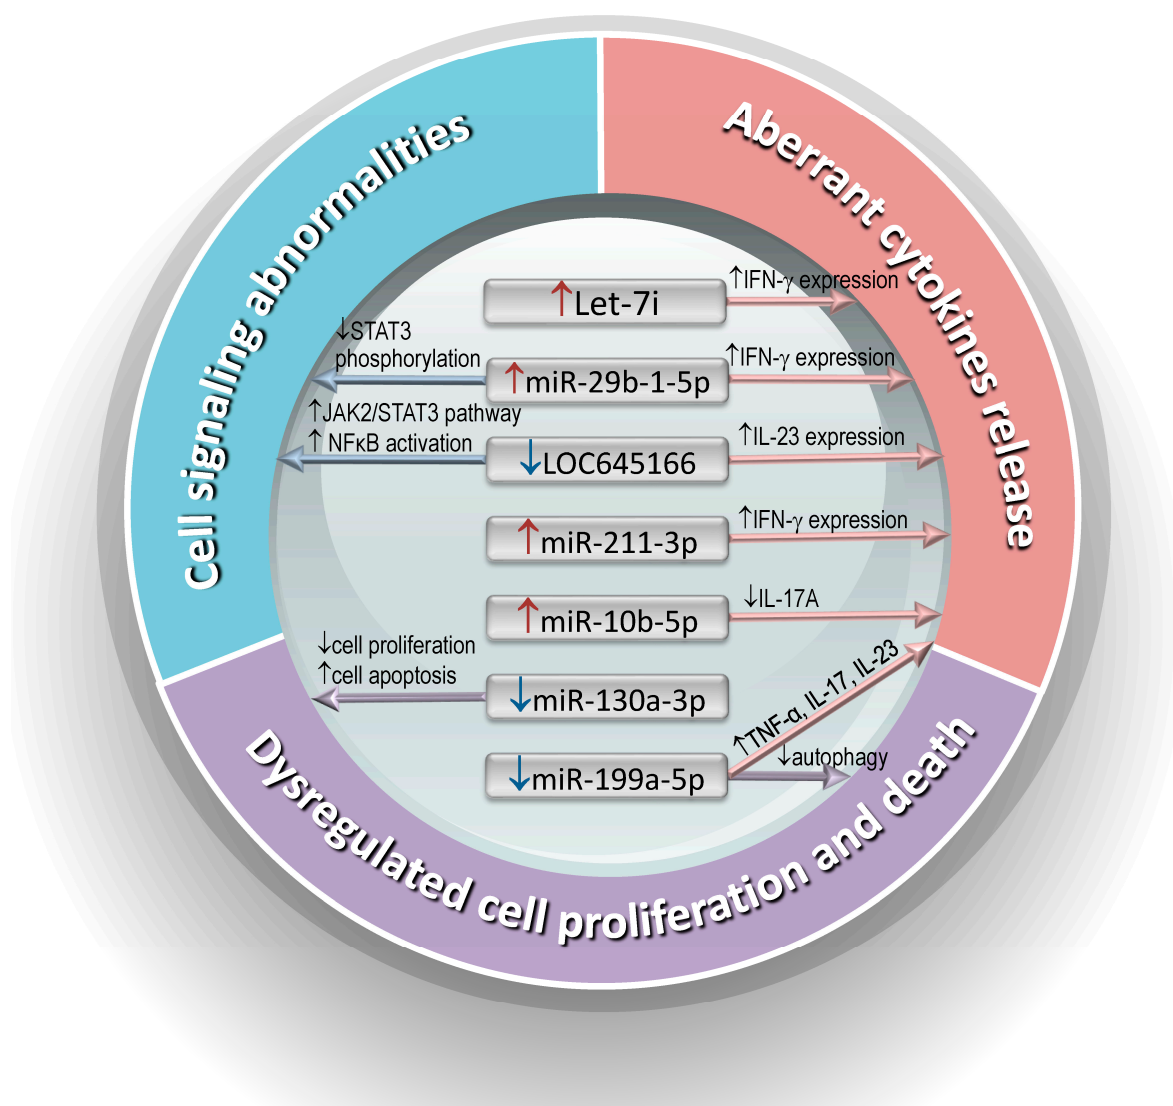 Cell signaling abnormalities
Aberrant cytokines release
↑Let-7i
↑IFN-γ expression
↓STAT3
phosphorylation
↑miR-29b-1-5p
↑IFN-γ expression
↑JAK2/STAT3 pathway
↑ NFκB activation
↓LOC645166
↑IL-23 expression
↑miR-211-3p
↑IFN-γ expression
↑miR-10b-5p
↓IL-17A
↓cell proliferation
↑cell apoptosis
↓miR-130a-3p
↓miR-199a-5p
↑TNF-α, IL-17, IL-23
↓autophagy
Dysregulated cell proliferation and death